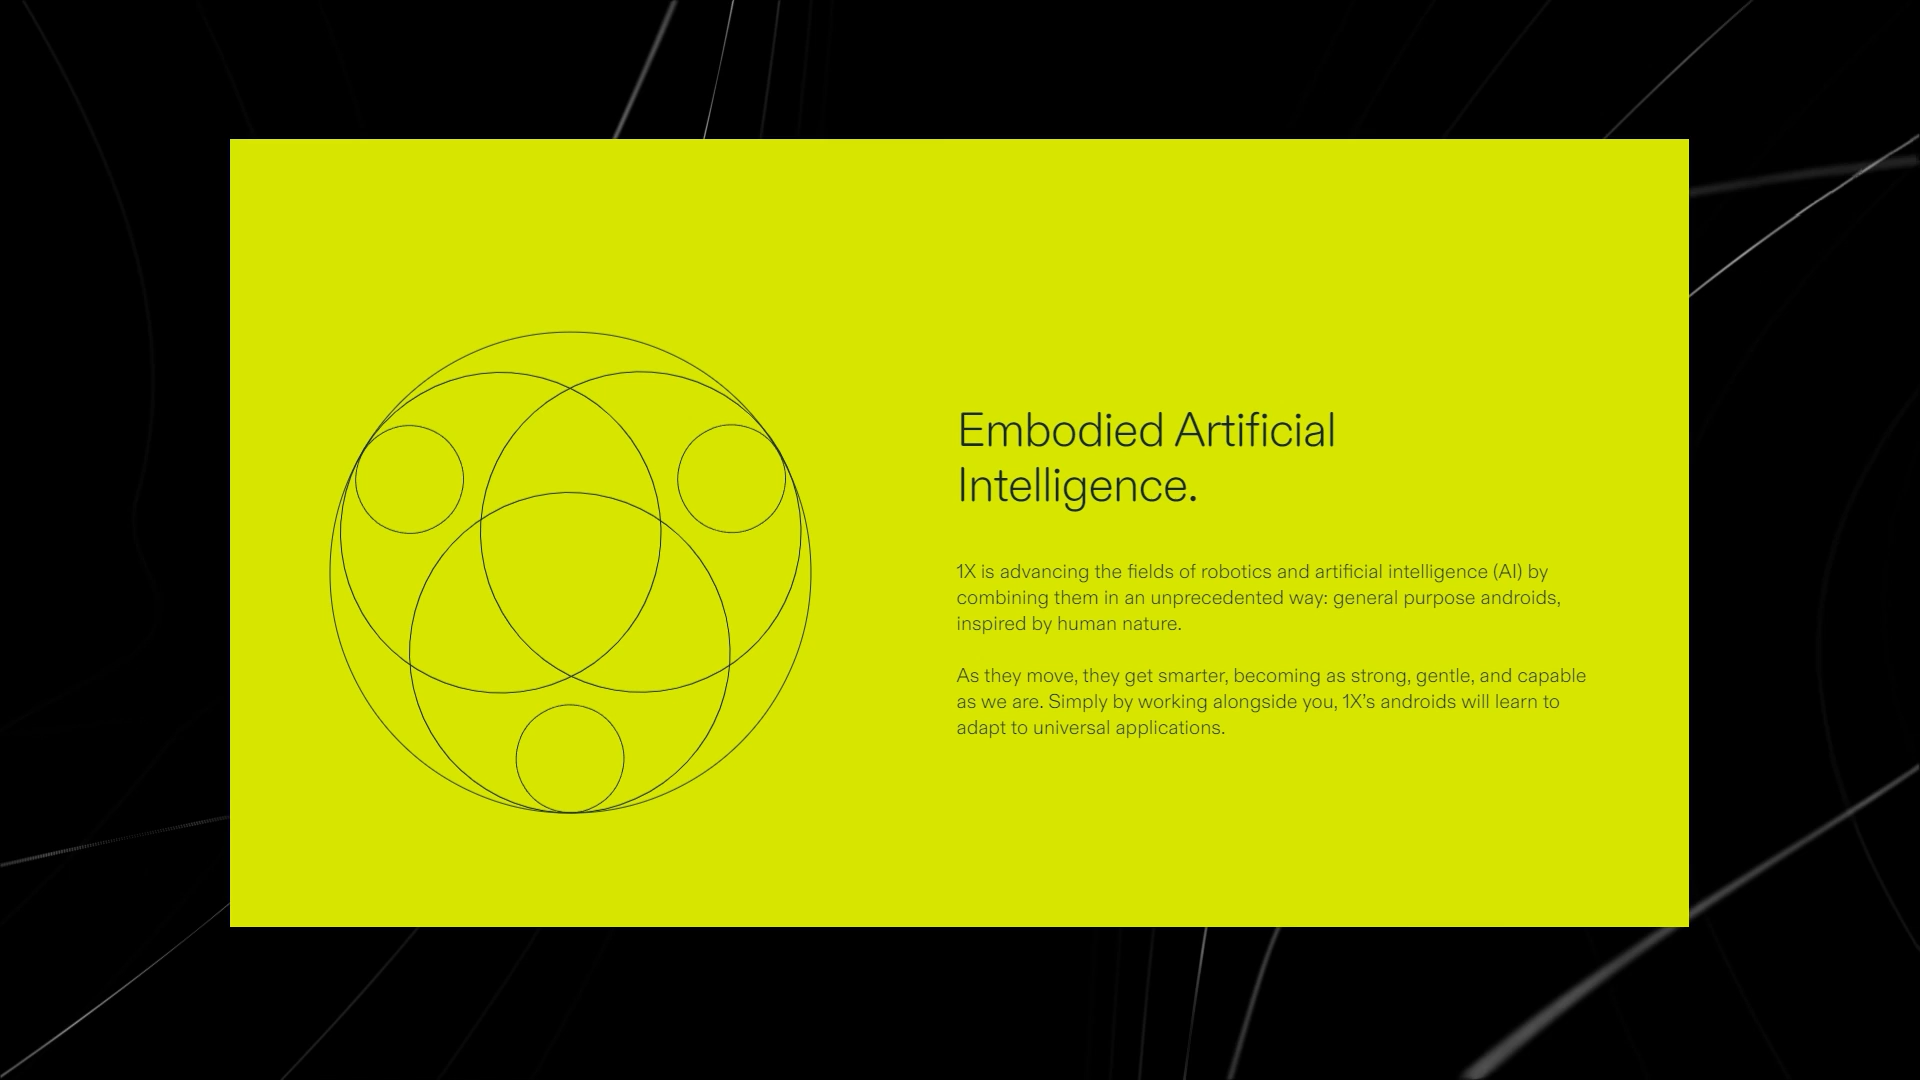 Embodied Artificial
Intelligence.
1X is advancing the fields of robotics and artificial intelligence (AI) by
combining them in an unprecedented way: general purpose androids,
inspired by human nature.
As they move, they get smarter, becoming as strong, gentle, and capable
as we are. Simply by working alongside you, 1X’s androids will learn to
adapt to universal applications.